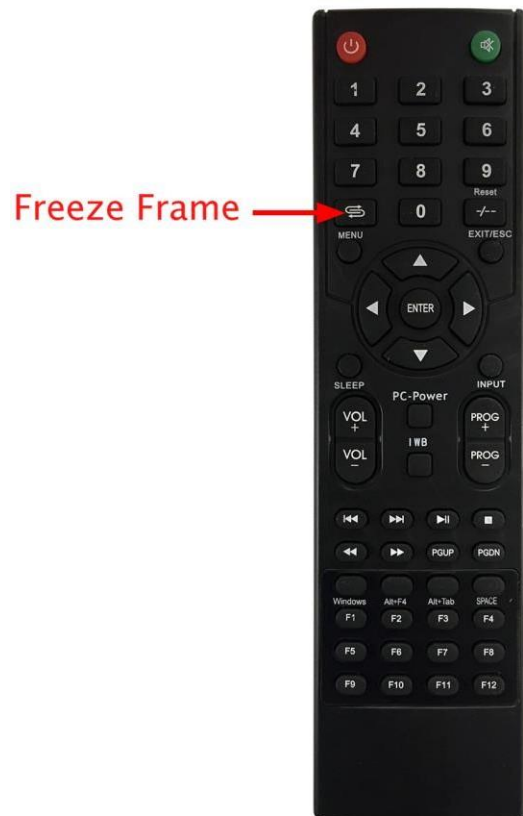 1 2 3
4 5 6
7 8 9
Reset
Freeze Frame
0 -/--
MENU EXIT/ESC
ENTER
SLEEP INPUT
PC-Power
VOL + PROG +
IWB
VOL - PROG -
PGUP PGDN
Windows Alt+F4 Alt+Tab SPACE
F1 F2 F3 F4
F5 F6 F7 F8
F9 F10 F11 F12